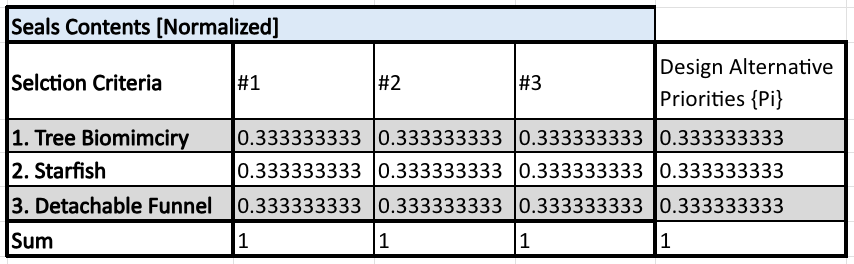 Seals Contents [Normalized]
Selction Criteria #1 #2 #3 Design Alternative Priorities {Pi}
1. Tree Biomimciry 0.333333333 0.333333333 0.333333333 0.333333333
2. Starfish 0.333333333 0.333333333 0.333333333 0.333333333
3. Detachable Funnel 0.333333333 0.333333333 0.333333333 0.333333333
Sum 1 1 1 1